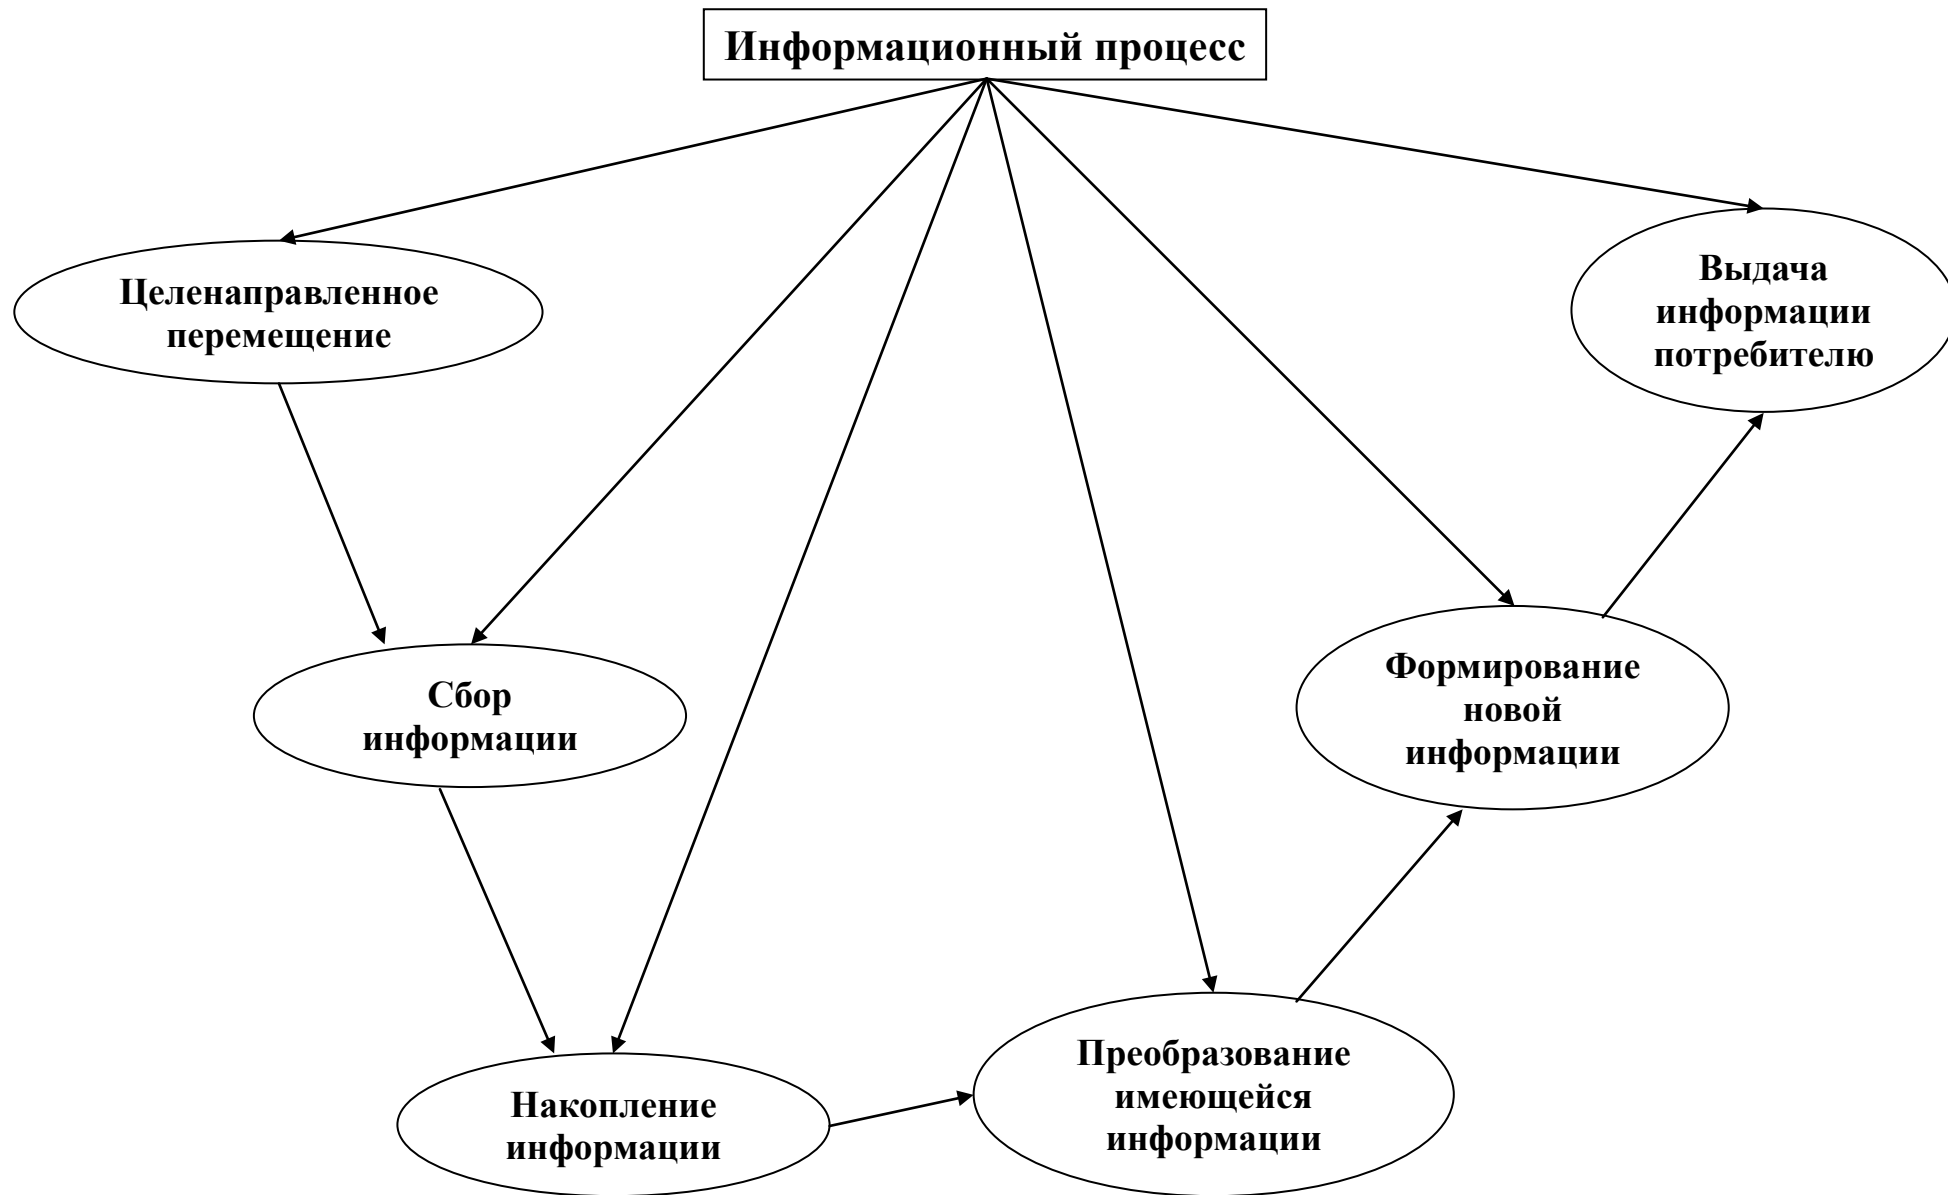 Информационный процесс
Целенаправленное
перемещение
Выдача
информации
потребителю
Сбор
информации
Формирование
новой
информации
Накопление
информации
Преобразование
имеющейся
информации